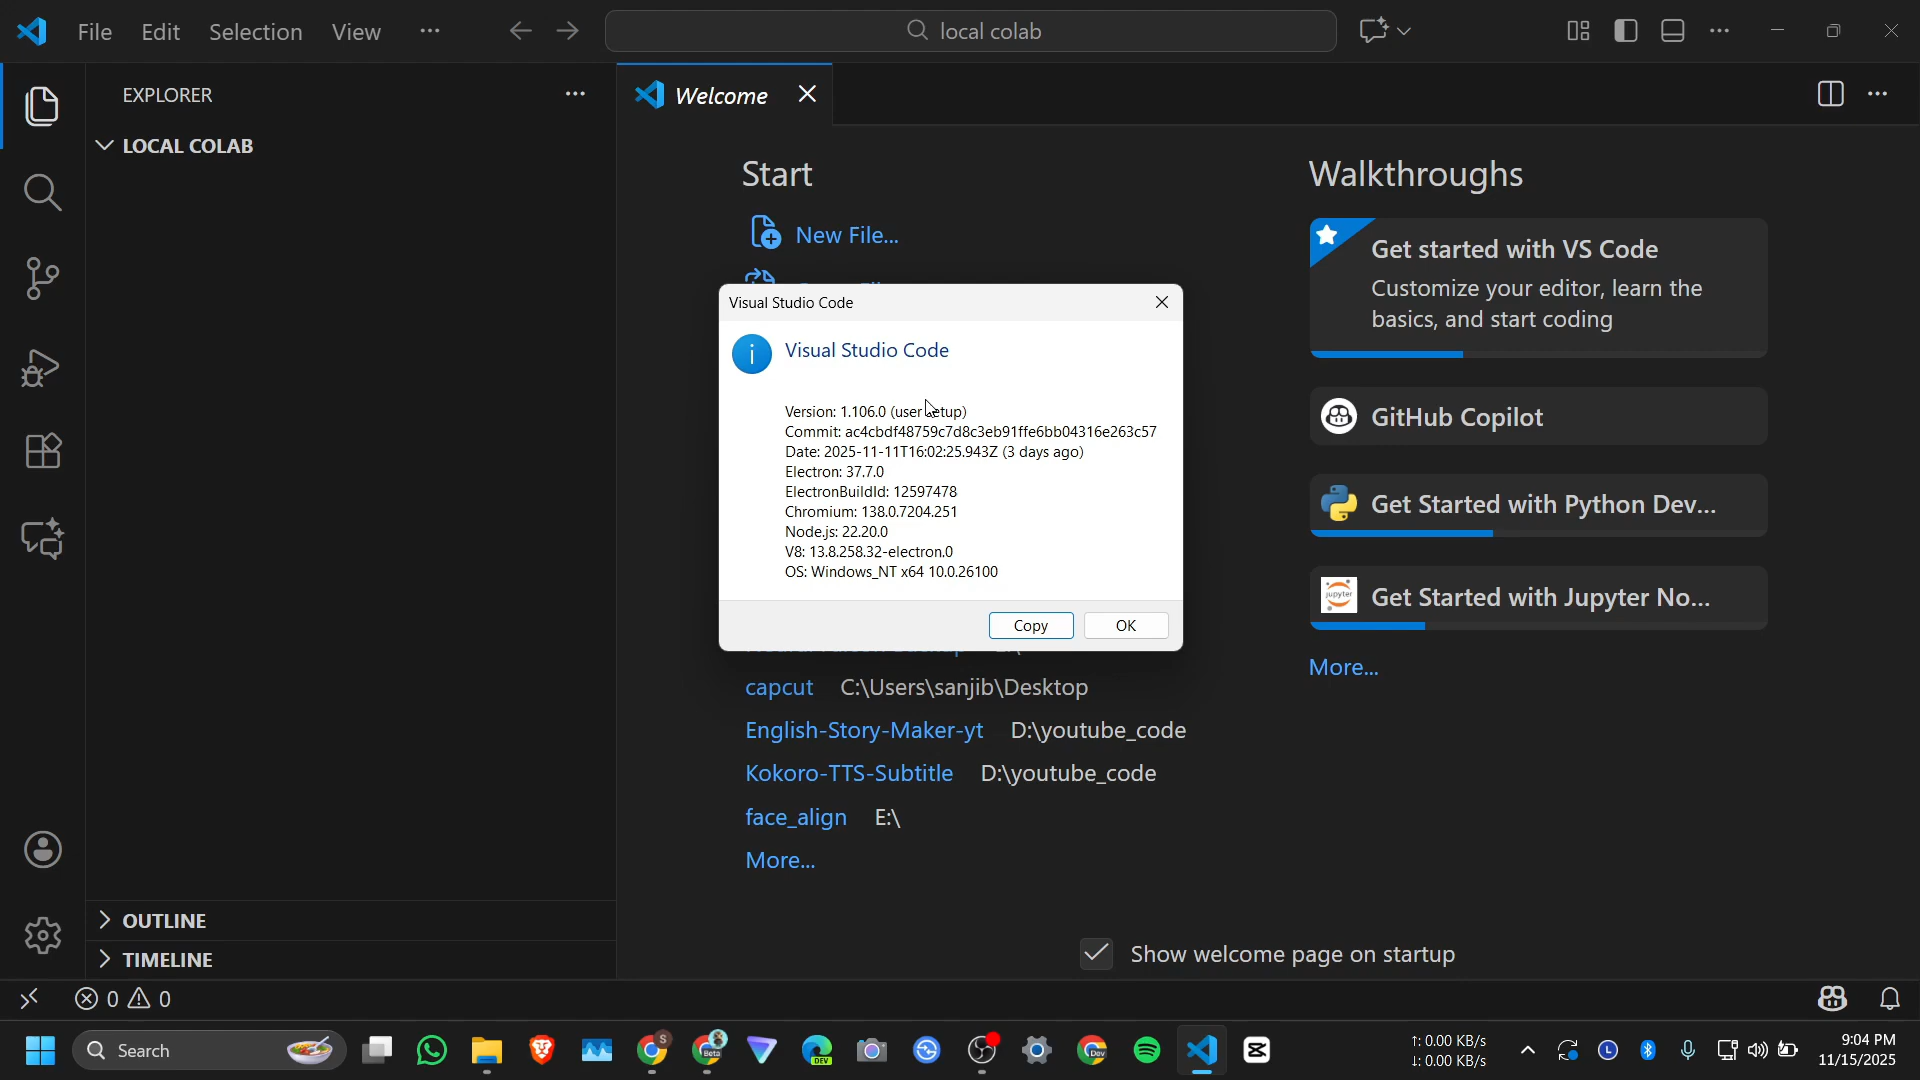 File Edit Selection View
local colab
EXPLORER
LOCAL COLAB
OUTLINE
TIMELINE
Welcome
Start
New File...
Visual Studio Code
Visual Studio Code
Version: 1.106.0 (user setup)
Commit: ac4cbdf48759c7d8c3eb91ffe6bb04316e263c57
Date: 2025-11-11T16:02:25.943Z (3 days ago)
Electron: 37.7.0
ElectronBuildId: 12597478
Chromium: 138.0.7204.251
Node.js: 22.20.0
V8: 13.8.258.32-electron.0
OS: Windows_NT x64 10.0.26100
Copy OK
capcut C:\Users\sanjib\Desktop
English-Story-Maker-yt D:\youtube_code
Kokoro-TTS-Subtitle D:\youtube_code
face_align E:\
More...
Walkthroughs
Get started with VS Code
Customize your editor, learn the
basics, and start coding
GitHub Copilot
Get Started with Python Dev...
jupyter
Get Started with Jupyter No...
More...
Show welcome page on startup
0 0
Search
S
Beta
DEV
Dev
↑: 0.00 KB/s
↓: 0.00 KB/s
9:04 PM
11/15/2025